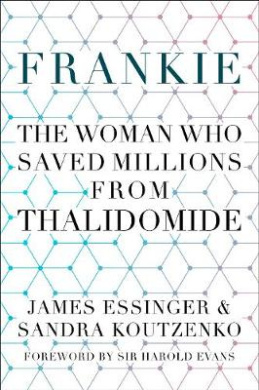 FRANKIE
THE WOMAN WHO
SAVED MILLIONS
FROM
THALIDOMIDE
JAMES ESSINGER &
SANDRA KOUTZENKO
FOREWORD BY SIR HAROLD EVANS